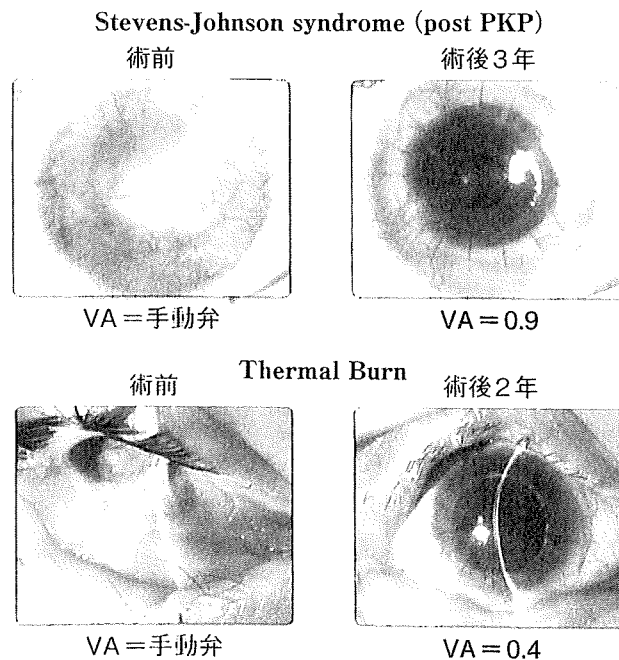 Stevens-Johnson syndrome (post PKP)
術前 術後3年
VA＝手動弁 VA＝0.9
Thermal Burn
術前 術後2年
VA＝手動弁 VA＝0.4